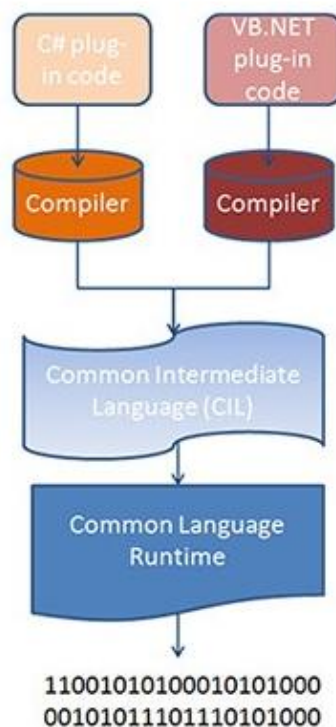 C# plug-
in code
VB.NET
plug-in
code
Compiler
Compiler
Common Intermediate
Language (CIL)
Common Language
Runtime
11001010100010101000
00101011101110101000